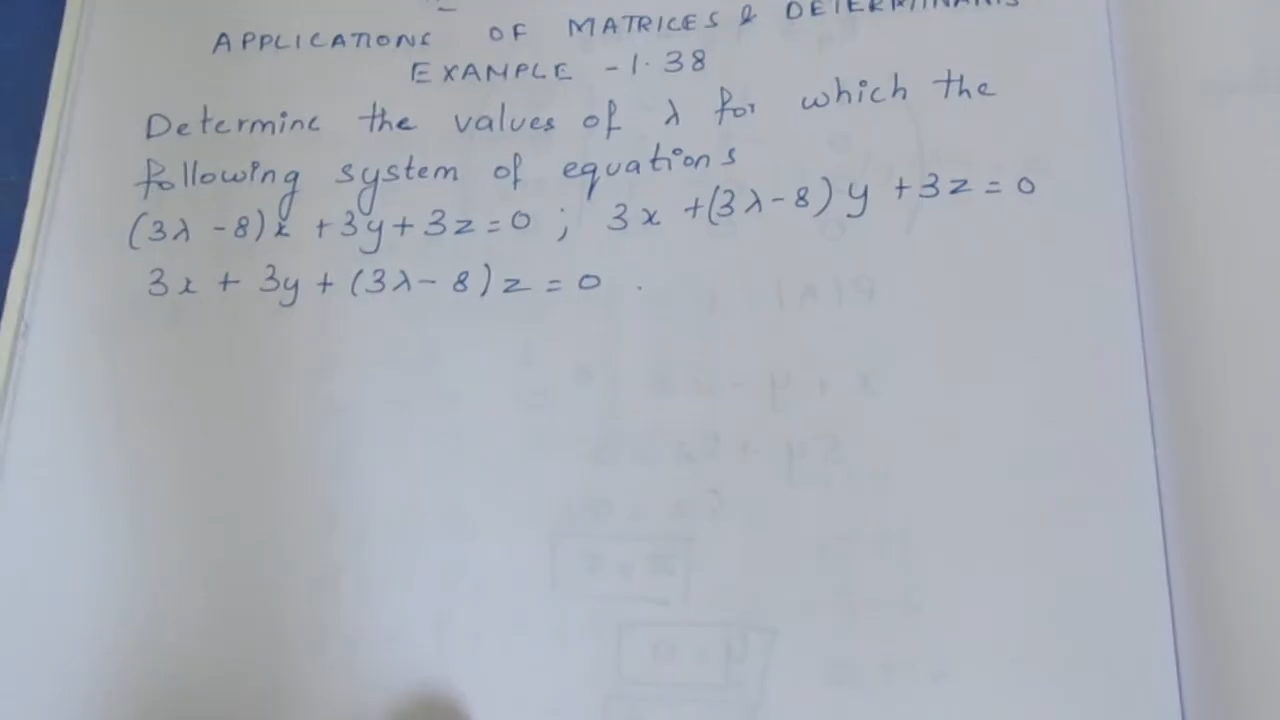 APPLICATIONS OF MATRICES & DETERMINANTS
EXAMPLE - 1.38
Determine the values of λ for which the
following system of equations
(3λ - 8)x + 3y + 3z = 0 ; 3x + (3λ - 8) y + 3z = 0
3x + 3y + (3λ - 8) z = 0 .